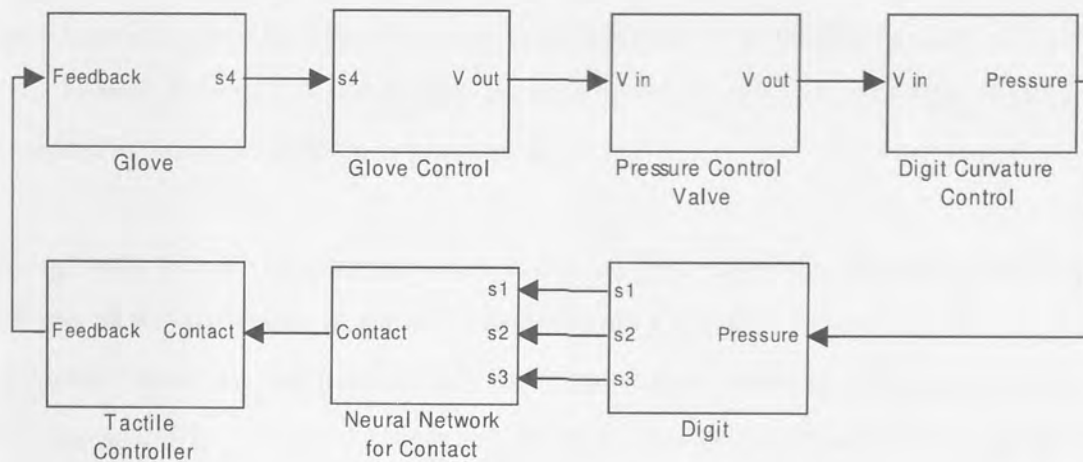 Feedback s4
Glove
s4 V out
Glove Control
V in V out
Pressure Control
Valve
V in Pressure
Digit Curvature
Control
Feedback Contact
Tactile
Controller
Contact s1
s2
s3
Neural Network
for Contact
s1
s2 Pressure
s3
Digit